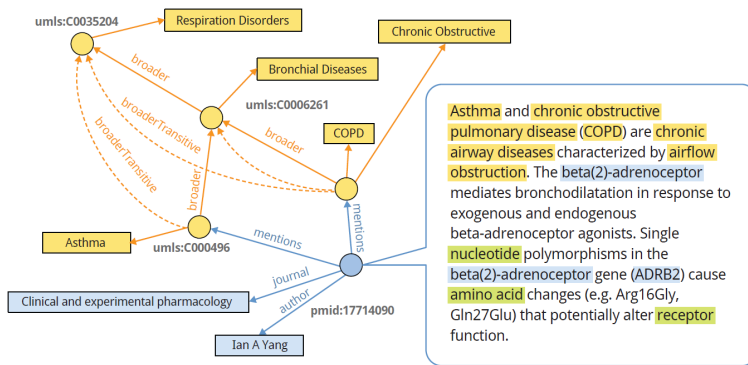 umls:C0035204
Respiration Disorders
Chronic Obstructive
broader
Bronchial Diseases
umls:C0006261
broaderTransitive
broader
COPD
broaderTransitive
broader
mentions
mentions
Asthma
umls:C000496
journal
Clinical and experimental pharmacology
author
pmid:17714090
Ian A Yang
Asthma and chronic obstructive
pulmonary disease (COPD) are chronic
airway diseases characterized by airflow
obstruction. The beta(2)-adrenoceptor
mediates bronchodilatation in response to
exogenous and endogenous
beta-adrenoceptor agonists. Single
nucleotide polymorphisms in the
beta(2)-adrenoceptor gene (ADRB2) cause
amino acid changes (e.g. Arg16Gly,
Gln27Glu) that potentially alter receptor
function.